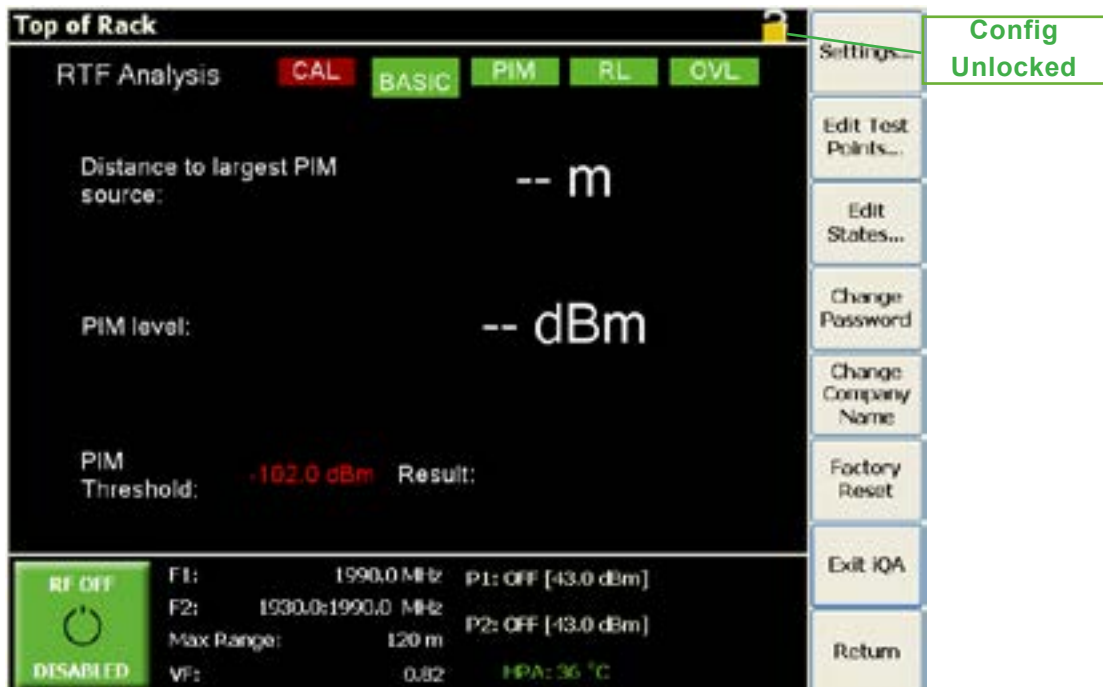 Top of Rack
Config
Unlocked
Settings...
RTF Analysis
CAL
BASIC
PIM
RL
OVL
Edit Test
Points...
Distance to largest PIM
source:
-- m
Edit
States...
PIM level:
-- dBm
Change
Password
Change
Company
Name
PIM
Threshold:
-102.0 dBm
Result:
Factory
Reset
Exit iQA
Return
RF OFF
DISABLED
F1: 1990.0 MHz
F2: 1930.0:1990.0 MHz
Max Range: 120 m
VF: 0.82
P1: OFF [43.0 dBm]
P2: OFF [43.0 dBm]
HPA: 36 °C